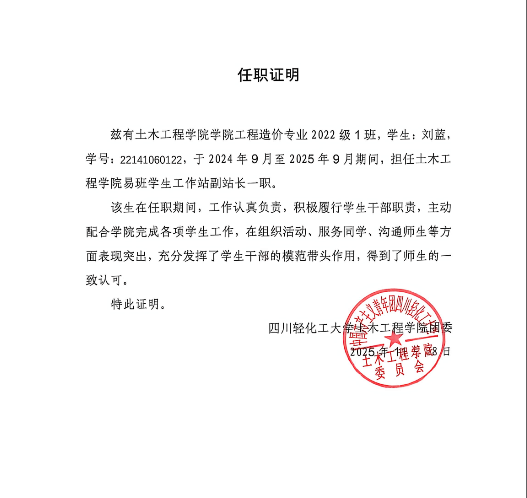 任职证明
兹有土木工程学院学院工程造价专业 2022 级 1 班，学生：刘蓝，
学号：22141060122，于 2024 年 9 月至 2025 年 9 月期间，担任土木工
程学院易班学生工作站副站长一职。
该生在任职期间，工作认真负责，积极履行学生干部职责，主动
配合学院完成各项学生工作，在组织活动、服务同学、沟通师生等方
面表现突出，充分发挥了学生干部的模范带头作用，得到了师生的一
致认可。
特此证明。
四川轻化工大学土木工程学院团委
2025 年
日
中国共产主义青年团四川轻化工大学
土木工程学院
委员会